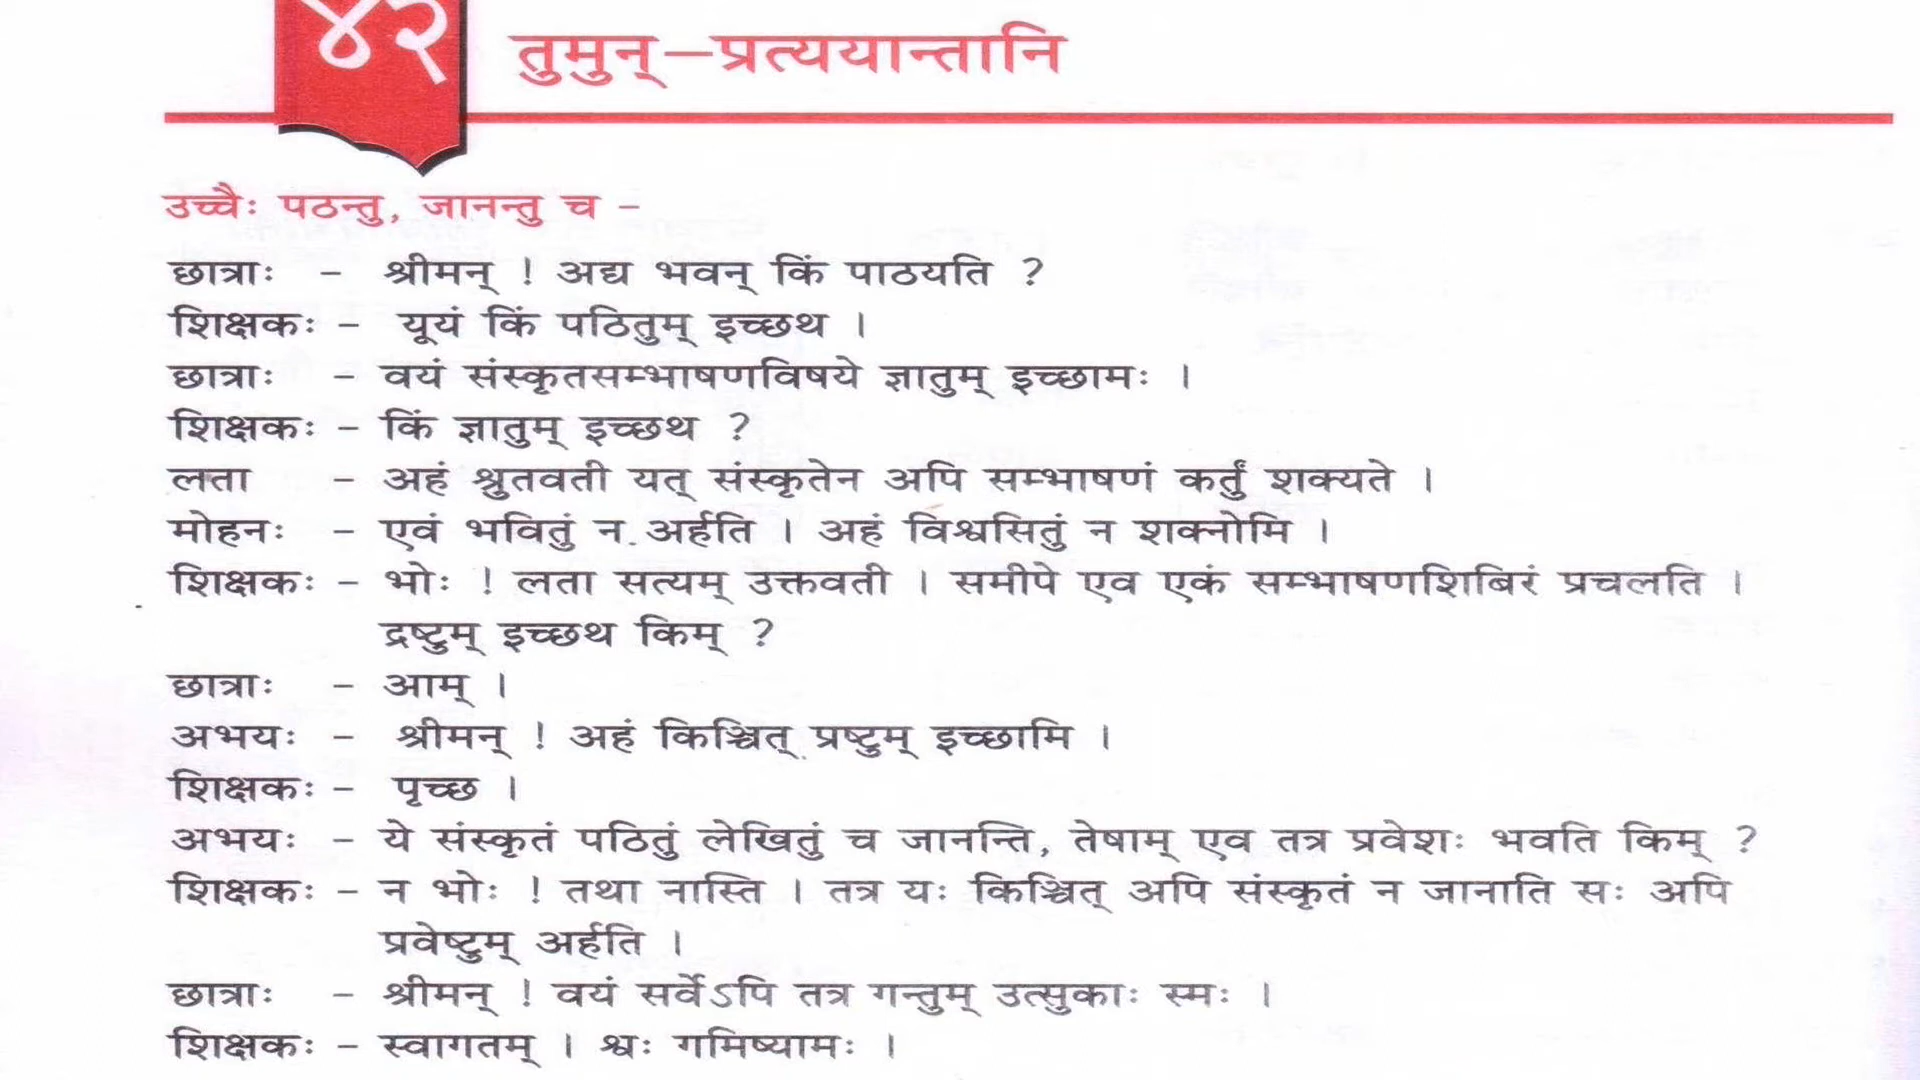 ४२ तुमुन्–प्रत्ययान्तानि
उच्चैः पठन्तु, जानन्तु च –
छात्राः – श्रीमन् ! अद्य भवन् किं पाठयति ?
शिक्षकः – यूयं किं पठितुम् इच्छथ ।
छात्राः – वयं संस्कृतसम्भाषणविषये ज्ञातुम् इच्छामः ।
शिक्षकः – किं ज्ञातुम् इच्छथ ?
लता – अहं श्रुतवती यत् संस्कृतेन अपि सम्भाषणं कर्तुं शक्यते ।
मोहनः – एवं भवितुं न अर्हति । अहं विश्वसितुं न शक्नोमि ।
शिक्षकः – भोः ! लता सत्यम् उक्तवती । समीपे एव एकं सम्भाषणशिबिरं प्रचलति ।
द्रष्टुम् इच्छथ किम् ?
छात्राः – आम् ।
अभयः – श्रीमन् ! अहं किञ्चित् प्रष्टुम् इच्छामि ।
शिक्षकः – पृच्छ ।
अभयः – ये संस्कृतं पठितुं लेखितुं च जानन्ति, तेषाम् एव तत्र प्रवेशः भवति किम् ?
शिक्षकः – न भोः ! तथा नास्ति । तत्र यः किञ्चित् अपि संस्कृतं न जानाति सः अपि
प्रवेष्टुम् अर्हति ।
छात्राः – श्रीमन् ! वयं सर्वेऽपि तत्र गन्तुम् उत्सुकाः स्मः ।
शिक्षकः – स्वागतम् । श्वः गमिष्यामः ।